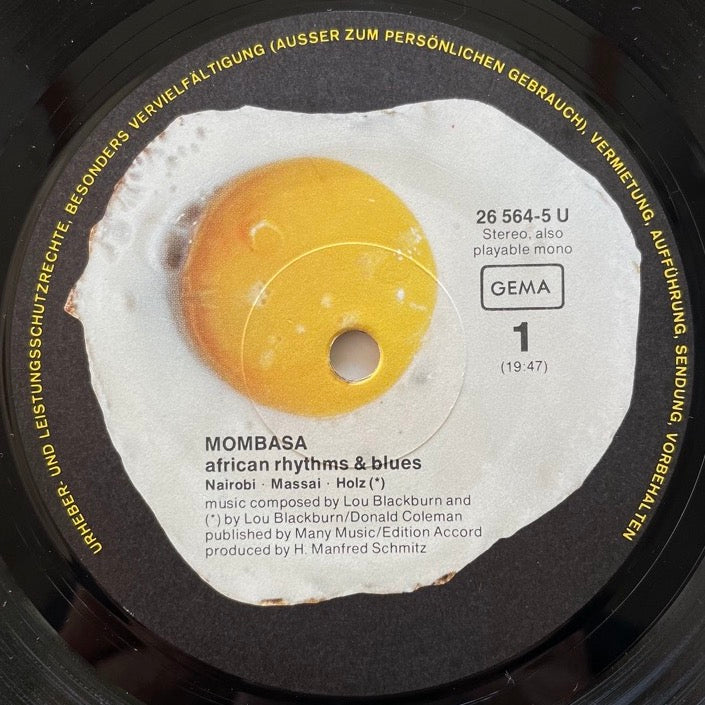 URHEBER- UND LEISTUNGSSCHUTZRECHTE, BESONDERS VERVIELFÄLTIGUNG (AUSSER ZUM PERSÖNLICHEN GEBRAUCH), VERMIETUNG, AUFFÜHRUNG, SENDUNG, VORBEHALTEN
26 564-5 U
Stereo, also
playable mono
GEMA
1
(19:47)
MOMBASA
african rhythms & blues
Nairobi · Massai · Holz (*)
music composed by Lou Blackburn and
(*) by Lou Blackburn/Donald Coleman
published by Many Music/Edition Accord
produced by H. Manfred Schmitz